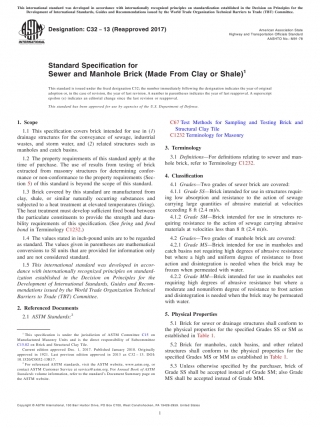 This international standard was developed in accordance with internationally recognized principles on standardization established in the Decision on Principles for the
Development of International Standards, Guides and Recommendations issued by the World Trade Organization Technical Barriers to Trade (TBT) Committee.
Designation: C32 – 13 (Reapproved 2017)
American Association State
Highway and Transportation Officials Standard
AASHTO No.: M91-79
INTERNATIONAL
Standard Specification for
Sewer and Manhole Brick (Made From Clay or Shale)1
This standard is issued under the fixed designation C32; the number immediately following the designation indicates the year of original
adoption or, in the case of revision, the year of last revision. A number in parentheses indicates the year of last reapproval. A superscript
epsilon (ε) indicates an editorial change since the last revision or reapproval.
This standard has been approved for use by agencies of the U.S. Department of Defense.
1. Scope
1.1 This specification covers brick intended for use in (1)
drainage structures for the conveyance of sewage, industrial
wastes, and storm water, and (2) related structures such as
manholes and catch basins.
1.2 The property requirements of this standard apply at the
time of purchase. The use of results from testing of brick
extracted from masonry structures for determining confor-
mance or non-conformance to the property requirements (Sec-
tion 5) of this standard is beyond the scope of this standard.
1.3 Brick covered by this standard are manufactured from
clay, shale, or similar naturally occurring substances and
subjected to a heat treatment at elevated temperatures (firing).
The heat treatment must develop sufficient fired bond between
the particulate constituents to provide the strength and dura-
bility requirements of this specification. (See firing and fired
bond in Terminology C1232.)
1.4 The values stated in inch-pound units are to be regarded
as standard. The values given in parentheses are mathematical
conversions to SI units that are provided for information only
and are not considered standard.
1.5 This international standard was developed in accor-
dance with internationally recognized principles on standard-
ization established in the Decision on Principles for the
Development of International Standards, Guides and Recom-
mendations issued by the World Trade Organization Technical
Barriers to Trade (TBT) Committee.
2. Referenced Documents
2.1 ASTM Standards:2
1 This specification is under the jurisdiction of ASTM Committee C15 on
Manufactured Masonry Units and is the direct responsibility of Subcommittee
C15.02 on Brick and Structural Clay Tile.
Current edition approved Dec. 1, 2017. Published January 2018. Originally
approved in 1921. Last previous edition approved in 2013 as C32 – 13. DOI:
10.1520/C0032-13R17.
2 For referenced ASTM standards, visit the ASTM website, www.astm.org, or
contact ASTM Customer Service at service@astm.org. For Annual Book of ASTM
Standards volume information, refer to the standard's Document Summary page on
the ASTM website.
C67 Test Methods for Sampling and Testing Brick and
Structural Clay Tile
C1232 Terminology for Masonry
3. Terminology
3.1 Definitions—For definitions relating to sewer and man-
hole brick, refer to Terminology C1232.
4. Classification
4.1 Grades—Two grades of sewer brick are covered:
4.1.1 Grade SS—Brick intended for use in structures requir-
ing low absorption and resistance to the action of sewage
carrying large quantities of abrasive material at velocities
exceeding 8 ft (2.4 m)/s.
4.1.2 Grade SM—Brick intended for use in structures re-
quiring resistance to the action of sewage carrying abrasive
materials at velocities less than 8 ft (2.4 m)/s.
4.2 Grades—Two grades of manhole brick are covered:
4.2.1 Grade MS—Brick intended for use in manholes and
catch basins not requiring high degrees of abrasive resistance
but where a high and uniform degree of resistance to frost
action and disintegration is needed when the brick may be
frozen when permeated with water.
4.2.2 Grade MM—Brick intended for use in manholes not
requiring high degrees of abrasive resistance but where a
moderate and nonuniform degree of resistance to frost action
and disintegration is needed when the brick may be permeated
with water.
5. Physical Properties
5.1 Brick for sewer or drainage structures shall conform to
the physical properties for the specified Grades SS or SM as
established in Table 1.
5.2 Brick for manholes, catch basins, and other related
structures shall conform to the physical properties for the
specified Grades MS or MM as established in Table 1.
5.3 Unless otherwise specified by the purchaser, brick of
Grade SS shall be accepted instead of Grade SM; also Grade
MS shall be accepted instead of Grade MM.
Copyright © ASTM International, 100 Barr Harbor Drive, PO Box C700, West Conshohocken, PA 19428-2959. United States
1